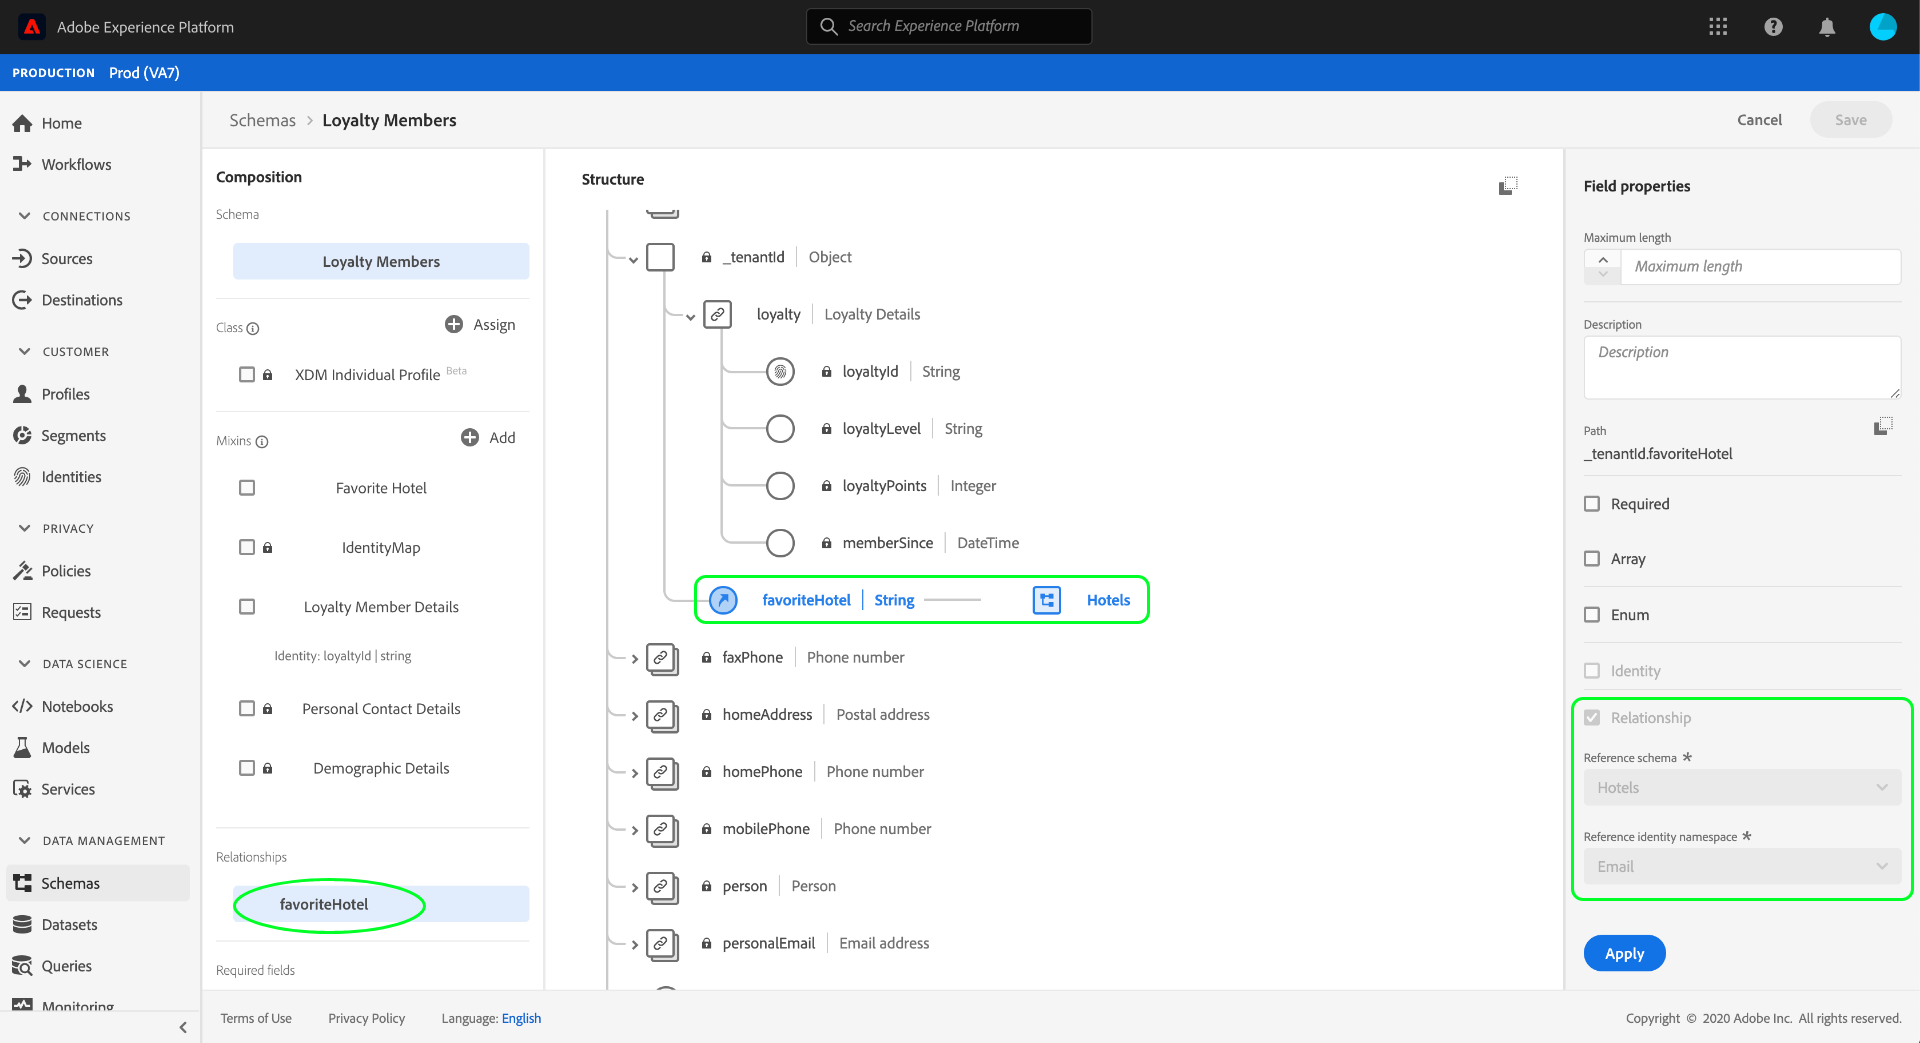 Adobe Experience Platform
Search Experience Platform
PRODUCTION Prod (VA7)
Home
Workflows
CONNECTIONS
Sources
Destinations
CUSTOMER
Profiles
Segments
Identities
PRIVACY
Policies
Requests
DATA SCIENCE
Notebooks
Models
Services
DATA MANAGEMENT
Schemas
Datasets
Queries
Monitoring
Schemas > Loyalty Members
Cancel
Save
Composition
Schema
Loyalty Members
Class
Assign
XDM Individual Profile Beta
Mixins
Add
Favorite Hotel
IdentityMap
Loyalty Member Details
Identity: loyaltyId | string
Personal Contact Details
Demographic Details
Relationships
favoriteHotel
Required fields
Structure
_tenantId | Object
loyalty | Loyalty Details
loyaltyId | String
loyaltyLevel | String
loyaltyPoints | Integer
memberSince | DateTime
favoriteHotel | String Hotels
faxPhone | Phone number
homeAddress | Postal address
homePhone | Phone number
mobilePhone | Phone number
person | Person
personalEmail | Email address
Field properties
Maximum length
Maximum length
Description
Description
Path
_tenantId.favoriteHotel
Required
Array
Enum
Identity
Relationship
Reference schema *
Hotels
Reference identity namespace *
Email
Apply
Terms of Use Privacy Policy Language: English
Copyright © 2020 Adobe Inc. All rights reserved.